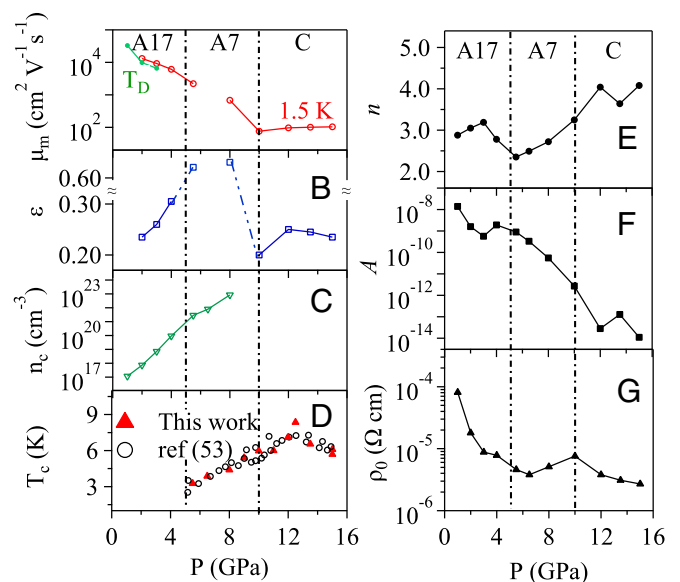 A17 A7 C
μm (cm² V⁻¹ s⁻¹)
10⁴
10²
TD
1.5 K
B
ε
0.60
≈ ≈
0.30
0.20
C
nc (cm⁻³)
10²³
10²⁰
10¹⁷
D
Tc (K)
9
6
3
This work
ref (53)
0 4 8 12 16
P (GPa)
A17 A7 C
n
5.0
4.0
3.0
2.0
E
A
10⁻⁸
10⁻¹⁰
10⁻¹²
10⁻¹⁴
F
ρ0 (Ω cm)
10⁻⁴
10⁻⁵
10⁻⁶
G
0 4 8 12 16
P (GPa)